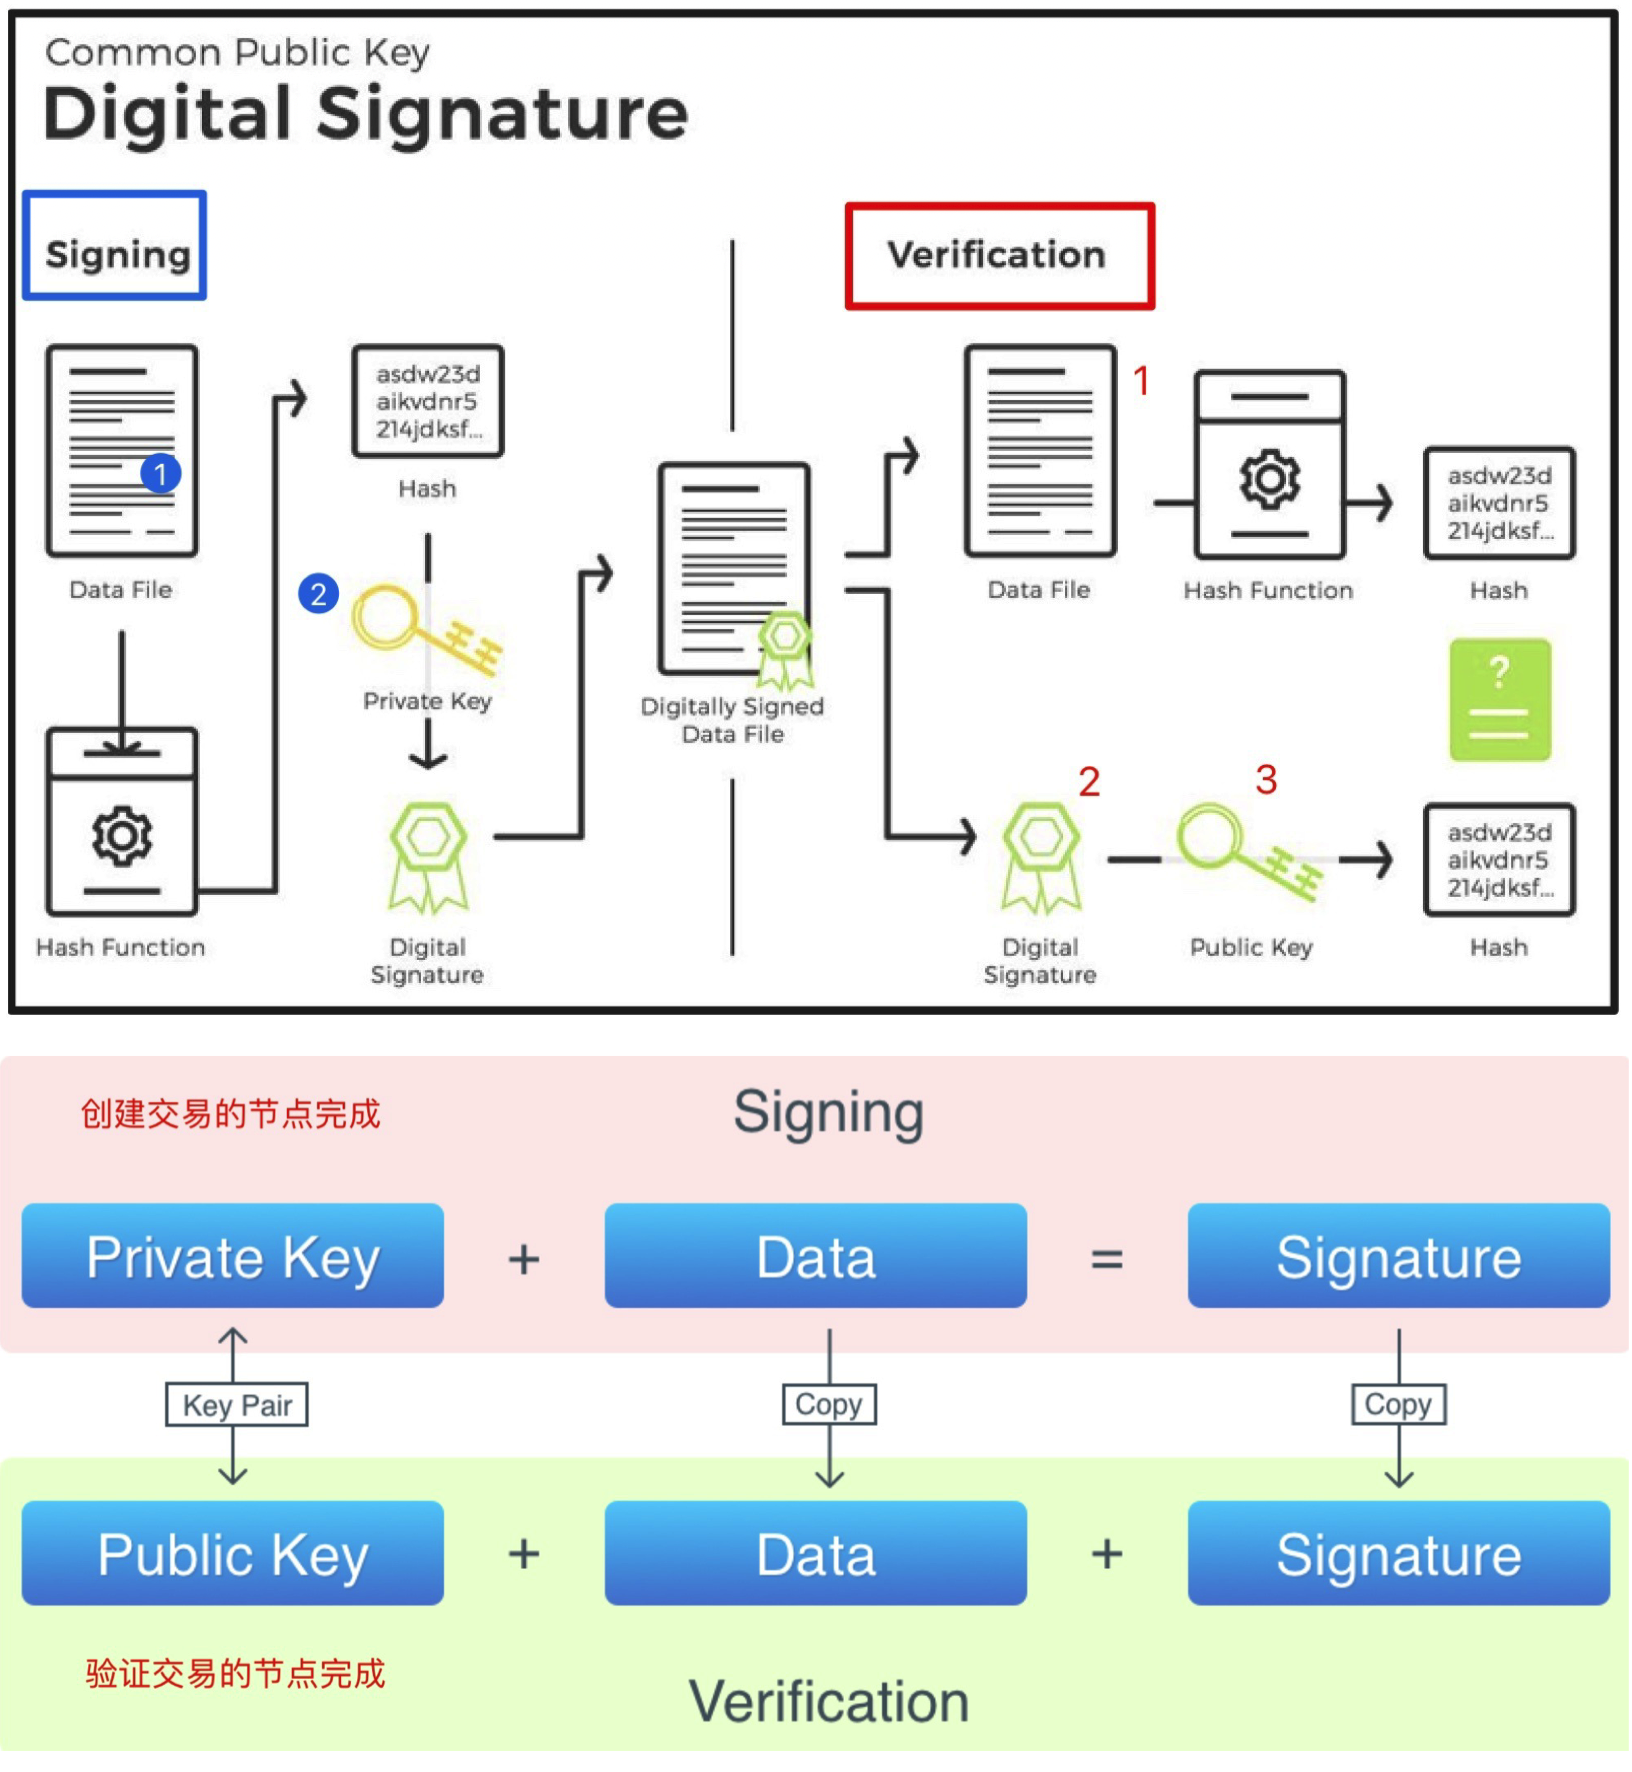 Common Public Key
Digital Signature
Signing
Data File
1
Hash Function
asdw23d
aikvdnr5
214jdksf...
Hash
2
Private Key
Digital
Signature
Digitally Signed
Data File
Verification
Data File
1
Hash Function
asdw23d
aikvdnr5
214jdksf...
Hash
?
2
Digital
Signature
3
Public Key
asdw23d
aikvdnr5
214jdksf...
Hash
创建交易的节点完成
Signing
Private Key + Data = Signature
Key Pair
Copy
Copy
Public Key + Data + Signature
验证交易的节点完成
Verification